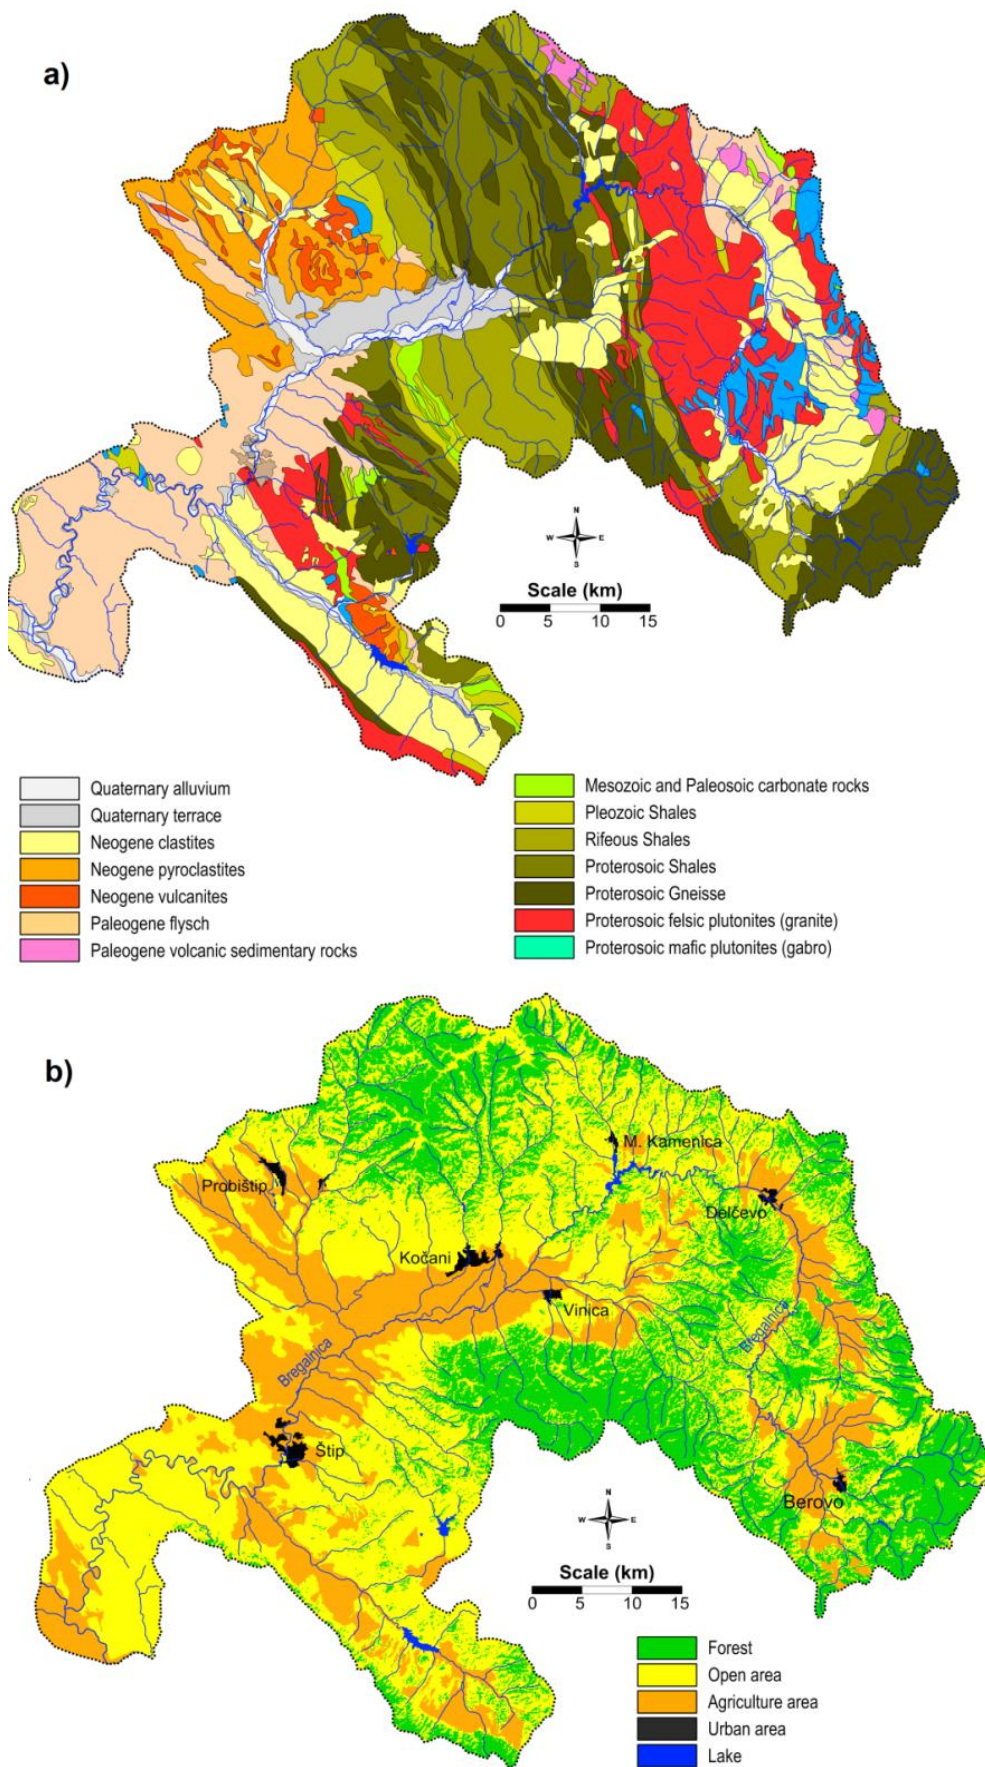 a)
N
W E
S
Scale (km)
0 5 10 15
Quaternary alluvium
Quaternary terrace
Neogene clastites
Neogene pyroclastites
Neogene vulcanites
Paleogene flysch
Paleogene volcanic sedimentary rocks
Mesozoic and Paleosoic carbonate rocks
Pleozoic Shales
Rifeous Shales
Proterosoic Shales
Proterosoic Gneisse
Proterosoic felsic plutonites (granite)
Proterosoic mafic plutonites (gabro)
b)
M. Kamenica
Probištip
Delčevo
Kočani
Vinica
Bregalnica
Bregalnica
Štip
Berovo
N
W E
S
Scale (km)
0 5 10 15
Forest
Open area
Agriculture area
Urban area
Lake